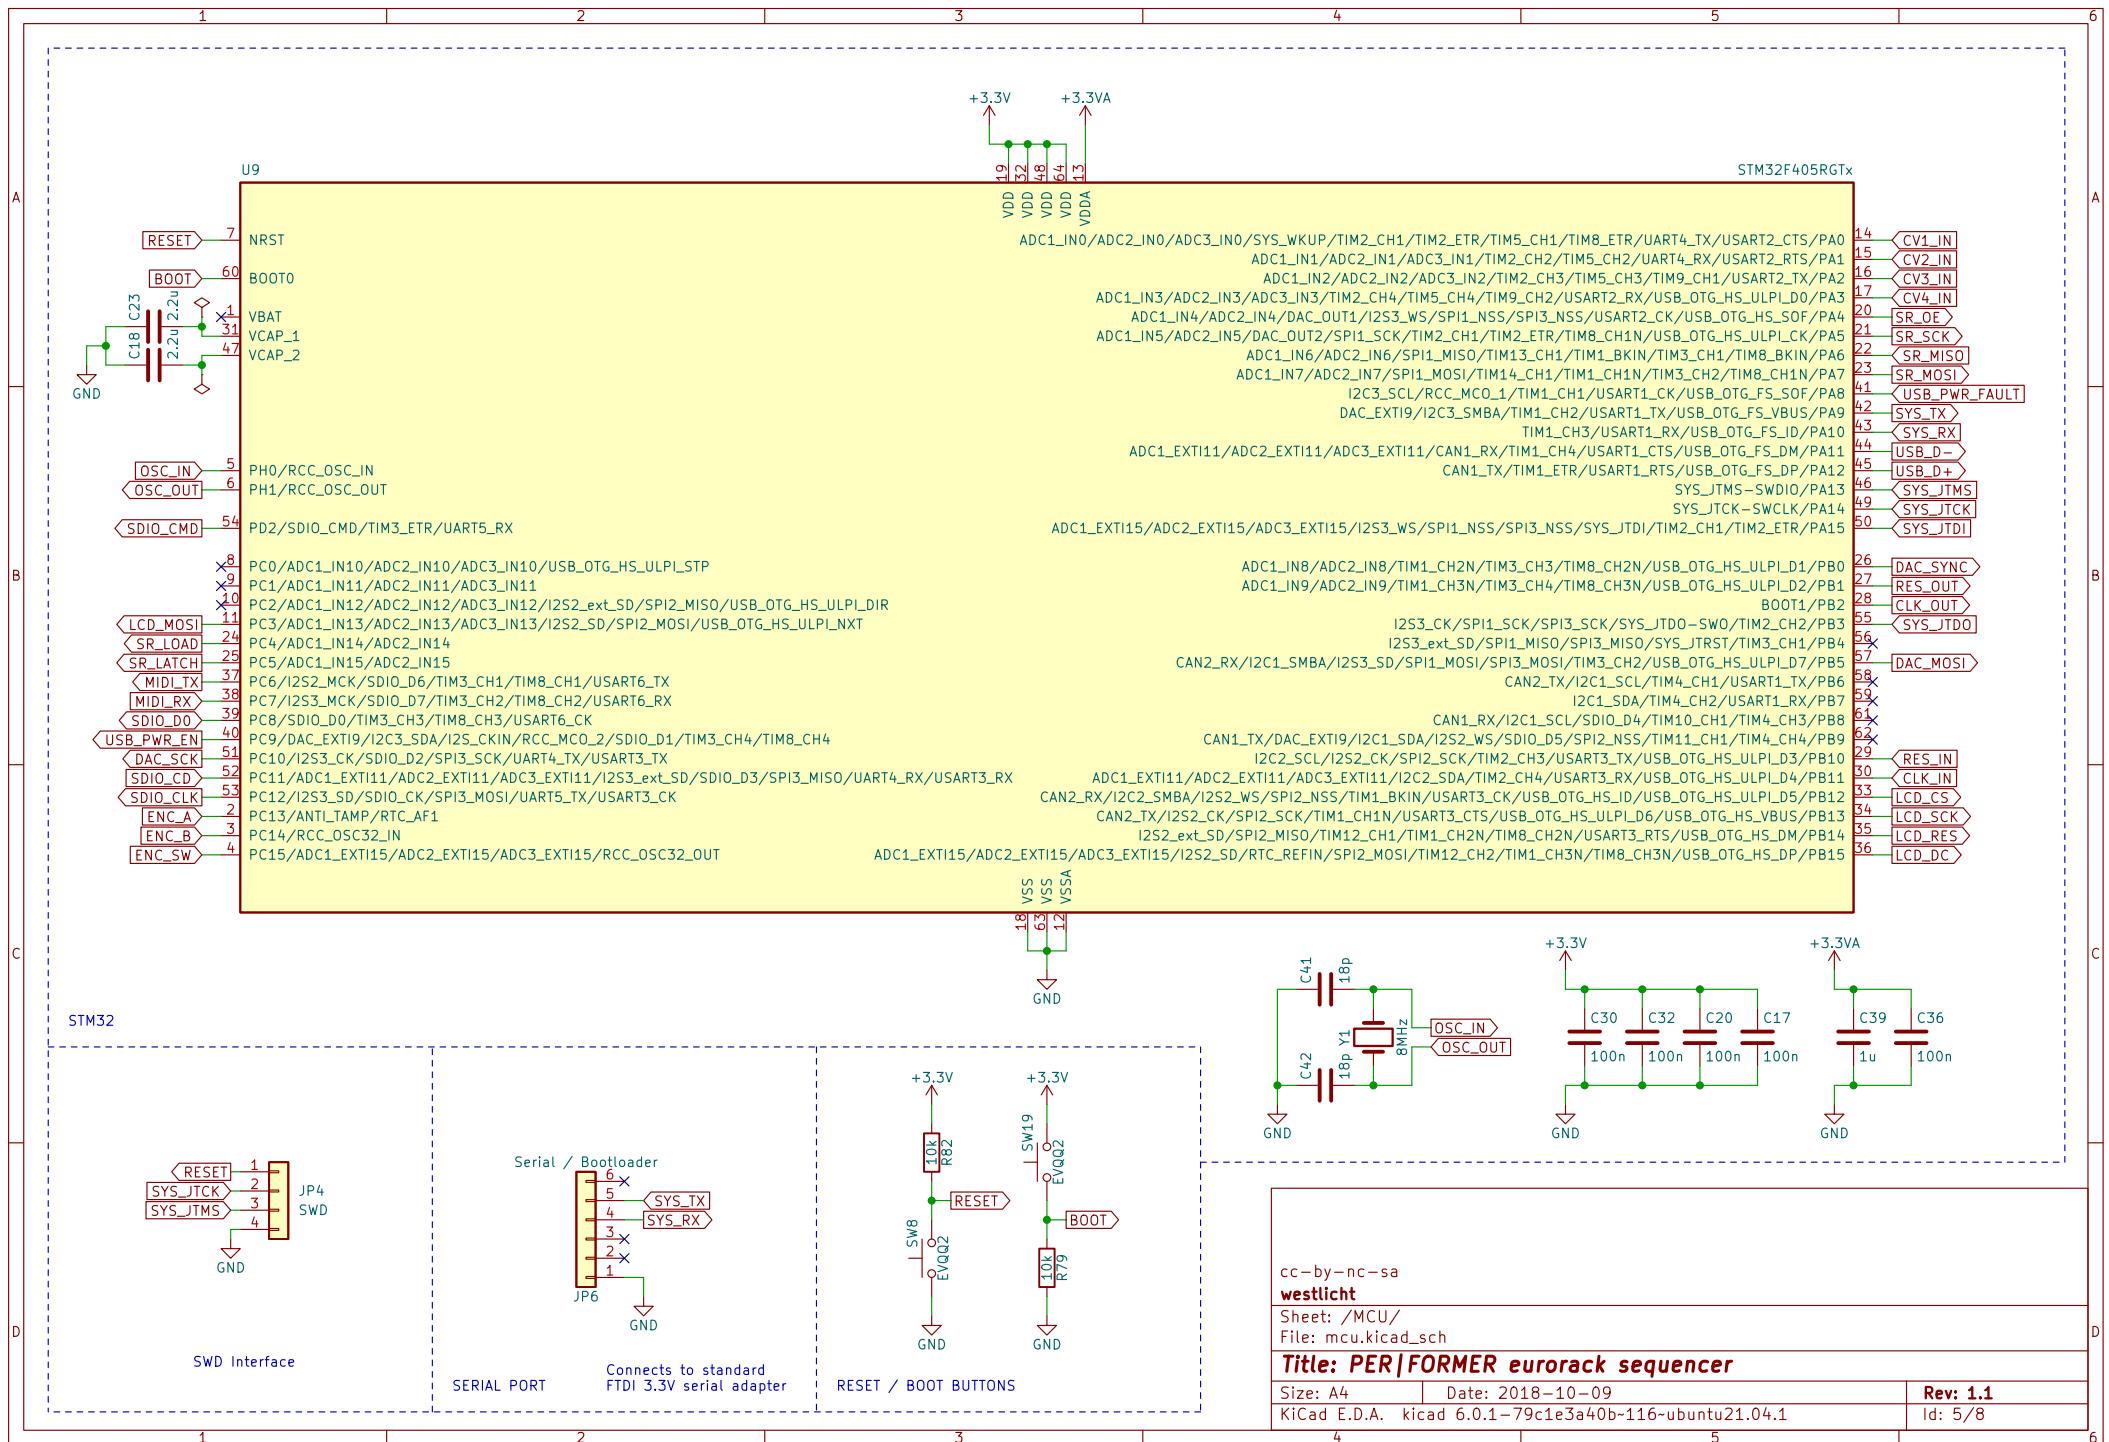 1 2 3 4 5 6
A
B
C
D
A
B
C
D
1 2 3 4 5 6
+3.3V
+3.3VA
U9
STM32F405RGTx
19 VDD
32 VDD
48 VDD
64 VDD
13 VDDA
RESET 7 NRST
BOOT 60 BOOT0
C23 2.2u
C18 2.2u
1 VBAT
31 VCAP_1
47 VCAP_2
GND
OSC_IN 5 PH0/RCC_OSC_IN
OSC_OUT 6 PH1/RCC_OSC_OUT
SDIO_CMD 54 PD2/SDIO_CMD/TIM3_ETR/UART5_RX
8 PC0/ADC1_IN10/ADC2_IN10/ADC3_IN10/USB_OTG_HS_ULPI_STP
9 PC1/ADC1_IN11/ADC2_IN11/ADC3_IN11
10 PC2/ADC1_IN12/ADC2_IN12/ADC3_IN12/I2S2_ext_SD/SPI2_MISO/USB_OTG_HS_ULPI_DIR
LCD_MOSI 11 PC3/ADC1_IN13/ADC2_IN13/ADC3_IN13/I2S2_SD/SPI2_MOSI/USB_OTG_HS_ULPI_NXT
SR_LOAD 24 PC4/ADC1_IN14/ADC2_IN14
SR_LATCH 25 PC5/ADC1_IN15/ADC2_IN15
MIDI_TX 37 PC6/I2S2_MCK/SDIO_D6/TIM3_CH1/TIM8_CH1/USART6_TX
MIDI_RX 38 PC7/I2S3_MCK/SDIO_D7/TIM3_CH2/TIM8_CH2/USART6_RX
SDIO_D0 39 PC8/SDIO_D0/TIM3_CH3/TIM8_CH3/USART6_CK
USB_PWR_EN 40 PC9/DAC_EXTI9/I2C3_SDA/I2S_CKIN/RCC_MCO_2/SDIO_D1/TIM3_CH4/TIM8_CH4
DAC_SCK 51 PC10/I2S3_CK/SDIO_D2/SPI3_SCK/UART4_TX/USART3_TX
SDIO_CD 52 PC11/ADC1_EXTI11/ADC2_EXTI11/ADC3_EXTI11/I2S3_ext_SD/SDIO_D3/SPI3_MISO/UART4_RX/USART3_RX
SDIO_CLK 53 PC12/I2S3_SD/SDIO_CK/SPI3_MOSI/UART5_TX/USART3_CK
ENC_A 2 PC13/ANTI_TAMP/RTC_AF1
ENC_B 3 PC14/RCC_OSC32_IN
ENC_SW 4 PC15/ADC1_EXTI15/ADC2_EXTI15/ADC3_EXTI15/RCC_OSC32_OUT
ADC1_IN0/ADC2_IN0/ADC3_IN0/SYS_WKUP/TIM2_CH1/TIM2_ETR/TIM5_CH1/TIM8_ETR/UART4_TX/USART2_CTS/PA0 14 CV1_IN
ADC1_IN1/ADC2_IN1/ADC3_IN1/TIM2_CH2/TIM5_CH2/UART4_RX/USART2_RTS/PA1 15 CV2_IN
ADC1_IN2/ADC2_IN2/ADC3_IN2/TIM2_CH3/TIM5_CH3/TIM9_CH1/USART2_TX/PA2 16 CV3_IN
ADC1_IN3/ADC2_IN3/ADC3_IN3/TIM2_CH4/TIM5_CH4/TIM9_CH2/USART2_RX/USB_OTG_HS_ULPI_D0/PA3 17 CV4_IN
ADC1_IN4/ADC2_IN4/DAC_OUT1/I2S3_WS/SPI1_NSS/SPI3_NSS/USART2_CK/USB_OTG_HS_SOF/PA4 20 SR_OE
ADC1_IN5/ADC2_IN5/DAC_OUT2/SPI1_SCK/TIM2_CH1/TIM2_ETR/TIM8_CH1N/USB_OTG_HS_ULPI_CK/PA5 21 SR_SCK
ADC1_IN6/ADC2_IN6/SPI1_MISO/TIM13_CH1/TIM1_BKIN/TIM3_CH1/TIM8_BKIN/PA6 22 SR_MISO
ADC1_IN7/ADC2_IN7/SPI1_MOSI/TIM14_CH1/TIM1_CH1N/TIM3_CH2/TIM8_CH1N/PA7 23 SR_MOSI
I2C3_SCL/RCC_MCO_1/TIM1_CH1/USART1_CK/USB_OTG_FS_SOF/PA8 41 USB_PWR_FAULT
DAC_EXTI9/I2C3_SMBA/TIM1_CH2/USART1_TX/USB_OTG_FS_VBUS/PA9 42 SYS_TX
TIM1_CH3/USART1_RX/USB_OTG_FS_ID/PA10 43 SYS_RX
ADC1_EXTI11/ADC2_EXTI11/ADC3_EXTI11/CAN1_RX/TIM1_CH4/USART1_CTS/USB_OTG_FS_DM/PA11 44 USB_D-
CAN1_TX/TIM1_ETR/USART1_RTS/USB_OTG_FS_DP/PA12 45 USB_D+
SYS_JTMS-SWDIO/PA13 46 SYS_JTMS
SYS_JTCK-SWCLK/PA14 49 SYS_JTCK
ADC1_EXTI15/ADC2_EXTI15/ADC3_EXTI15/I2S3_WS/SPI1_NSS/SPI3_NSS/SYS_JTDI/TIM2_CH1/TIM2_ETR/PA15 50 SYS_JTDI
ADC1_IN8/ADC2_IN8/TIM1_CH2N/TIM3_CH3/TIM8_CH2N/USB_OTG_HS_ULPI_D1/PB0 26 DAC_SYNC
ADC1_IN9/ADC2_IN9/TIM1_CH3N/TIM3_CH4/TIM8_CH3N/USB_OTG_HS_ULPI_D2/PB1 27 RES_OUT
BOOT1/PB2 28 CLK_OUT
I2S3_CK/SPI1_SCK/SPI3_SCK/SYS_JTDO-SWO/TIM2_CH2/PB3 55 SYS_JTDO
I2S3_ext_SD/SPI1_MISO/SPI3_MISO/SYS_JTRST/TIM3_CH1/PB4 56
CAN2_RX/I2C1_SMBA/I2S3_SD/SPI1_MOSI/SPI3_MOSI/TIM3_CH2/USB_OTG_HS_ULPI_D7/PB5 57 DAC_MOSI
CAN2_TX/I2C1_SCL/TIM4_CH1/USART1_TX/PB6 58
I2C1_SDA/TIM4_CH2/USART1_RX/PB7 59
CAN1_RX/I2C1_SCL/SDIO_D4/TIM10_CH1/TIM4_CH3/PB8 61
CAN1_TX/DAC_EXTI9/I2C1_SDA/I2S2_WS/SDIO_D5/SPI2_NSS/TIM11_CH1/TIM4_CH4/PB9 62
I2C2_SCL/I2S2_CK/SPI2_SCK/TIM2_CH3/USART3_TX/USB_OTG_HS_ULPI_D3/PB10 29 RES_IN
ADC1_EXTI11/ADC2_EXTI11/ADC3_EXTI11/I2C2_SDA/TIM2_CH4/USART3_RX/USB_OTG_HS_ULPI_D4/PB11 30 CLK_IN
CAN2_RX/I2C2_SMBA/I2S2_WS/SPI2_NSS/TIM1_BKIN/USART3_CK/USB_OTG_HS_ID/USB_OTG_HS_ULPI_D5/PB12 33 LCD_CS
CAN2_TX/I2S2_CK/SPI2_SCK/TIM1_CH1N/USART3_CTS/USB_OTG_HS_ULPI_D6/USB_OTG_HS_VBUS/PB13 34 LCD_SCK
I2S2_ext_SD/SPI2_MISO/TIM12_CH1/TIM1_CH2N/TIM8_CH2N/USART3_RTS/USB_OTG_HS_DM/PB14 35 LCD_RES
ADC1_EXTI15/ADC2_EXTI15/ADC3_EXTI15/I2S2_SD/RTC_REFIN/SPI2_MOSI/TIM12_CH2/TIM1_CH3N/TIM8_CH3N/USB_OTG_HS_DP/PB15 36 LCD_DC
VSS 18
VSS 63
VSSA 12
GND
STM32
C41 18p
C42 18p
Y1 8MHz
OSC_IN
OSC_OUT
GND
+3.3V
C30 100n
C32 100n
C20 100n
C17 100n
GND
+3.3VA
C39 1u
C36 100n
GND
RESET 1
SYS_JTCK 2
SYS_JTMS 3
4
JP4
SWD
GND
SWD Interface
Serial / Bootloader
6
5 SYS_TX
4 SYS_RX
3
2
1
JP6
GND
Connects to standard
FTDI 3.3V serial adapter
SERIAL PORT
+3.3V
10k R82
RESET
SW8 EVQQ2
GND
+3.3V
SW19 EVQQ2
BOOT
10k R79
GND
RESET / BOOT BUTTONS
cc-by-nc-sa
westlicht
Sheet: /MCU/
File: mcu.kicad_sch
Title: PER|FORMER eurorack sequencer
Size: A4 Date: 2018-10-09 Rev: 1.1
KiCad E.D.A. kicad 6.0.1-79c1e3a40b~116~ubuntu21.04.1 Id: 5/8